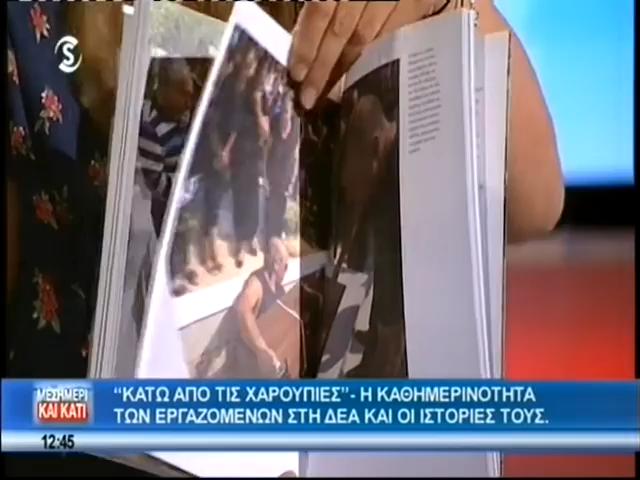 S
"ΚΑΤΩ ΑΠΟ ΤΙΣ ΧΑΡΟΥΠΙΕΣ"- Η ΚΑΘΗΜΕΡΙΝΟΤΗΤΑ
ΤΩΝ ΕΡΓΑΖΟΜΕΝΩΝ ΣΤΗ ΔΕΑ ΚΑΙ ΟΙ ΙΣΤΟΡΙΕΣ ΤΟΥΣ.
ΜΕΣΗΜΕΡΙ
ΚΑΙ ΚΑΤΙ
12:45